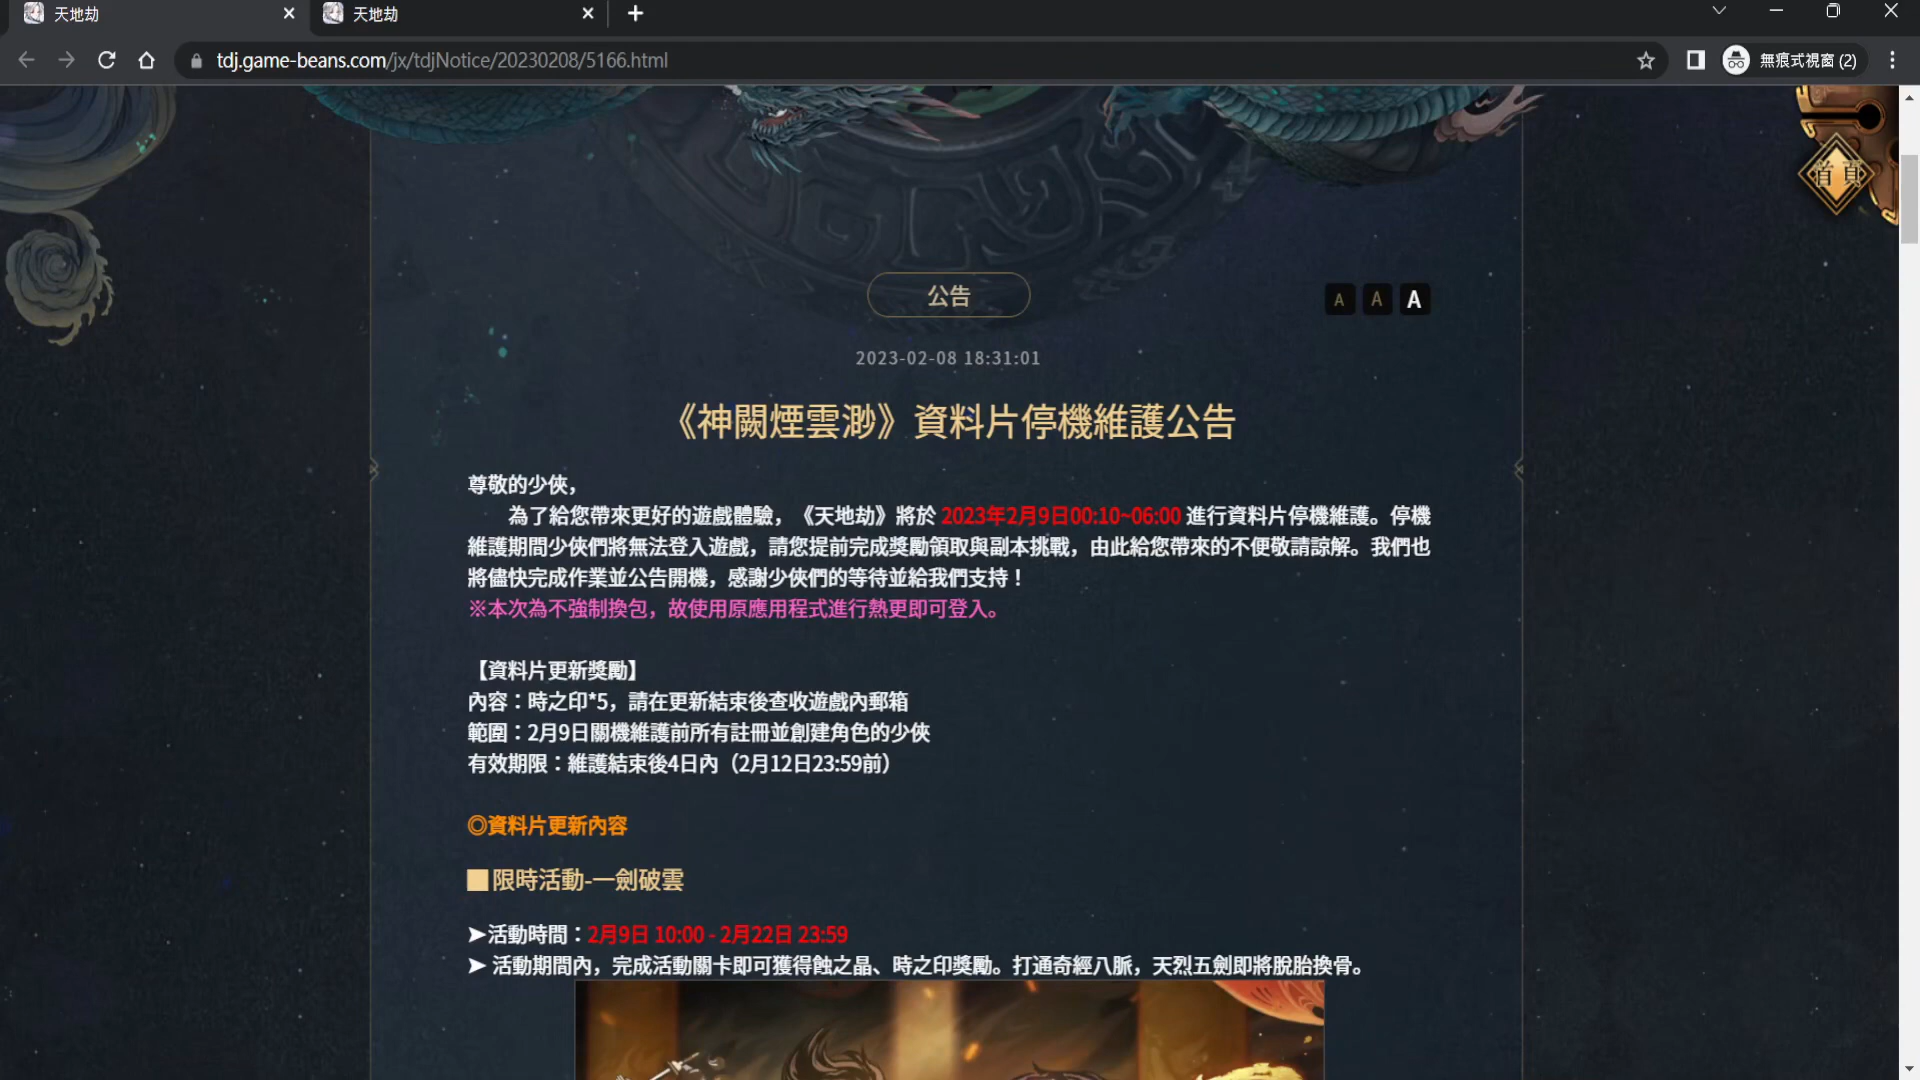 天地劫
天地劫
tdj.game-beans.com/jx/tdjNotice/20230208/5166.html
無痕式視窗 (2)
首頁
公告
A A A
2023-02-08 18:31:01
《神闕煙雲渺》資料片停機維護公告
尊敬的少俠，
為了給您帶來更好的遊戲體驗，《天地劫》將於 2023年2月9日00:10~06:00 進行資料片停機維護。停機
維護期間少俠們將無法登入遊戲，請您提前完成獎勵領取與副本挑戰，由此給您帶來的不便敬請諒解。我們也
將儘快完成作業並公告開機，感謝少俠們的等待並給我們支持！
※本次為不強制換包，故使用原應用程式進行熱更即可登入。
【資料片更新獎勵】
內容：時之印*5，請在更新結束後查收遊戲內郵箱
範圍：2月9日關機維護前所有註冊並創建角色的少俠
有效期限：維護結束後4日內（2月12日23:59前）
◎資料片更新內容
■限時活動-一劍破雲
➤活動時間：2月9日 10:00 - 2月22日 23:59
➤ 活動期間內，完成活動關卡即可獲得蝕之晶、時之印獎勵。打通奇經八脈，天烈五劍即將脫胎換骨。